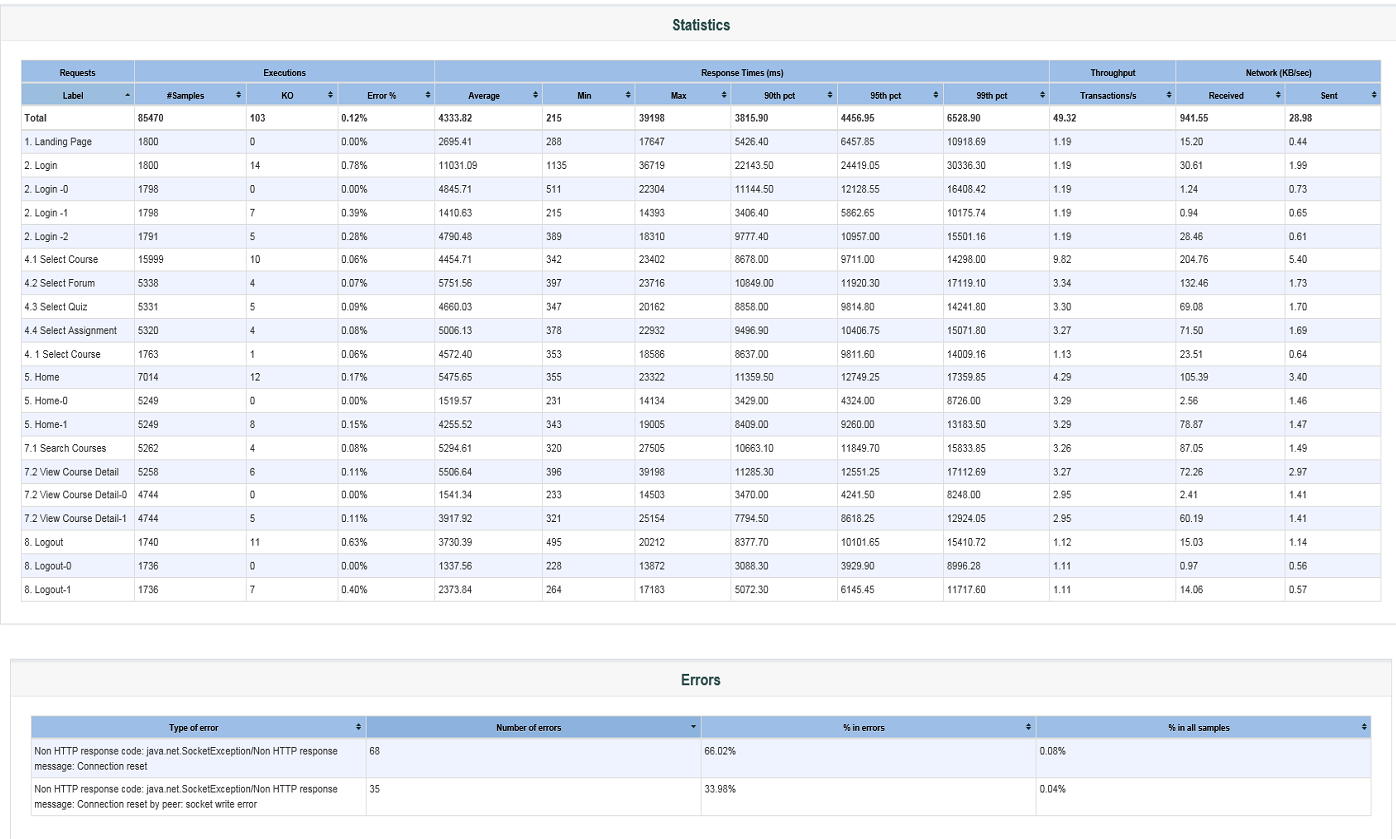 Statistics
Requests Executions Response Times (ms) Throughput Network (KB/sec)
Label #Samples KO Error % Average Min Max 90th pct 95th pct 99th pct Transactions/s Received Sent
Total 85470 103 0.12% 4333.82 215 39198 3815.90 4456.95 6528.90 49.32 941.55 28.98
1. Landing Page 1800 0 0.00% 2695.41 288 17647 5426.40 6457.85 10918.69 1.19 15.20 0.44
2. Login 1800 14 0.78% 11031.09 1135 36719 22143.50 24419.05 30336.30 1.19 30.61 1.99
2. Login -0 1798 0 0.00% 4845.71 511 22304 11144.50 12128.55 16408.42 1.19 1.24 0.73
2. Login -1 1798 7 0.39% 1410.63 215 14393 3406.40 5862.65 10175.74 1.19 0.94 0.65
2. Login -2 1791 5 0.28% 4790.48 389 18310 9777.40 10957.00 15501.16 1.19 28.46 0.61
4.1 Select Course 15999 10 0.06% 4454.71 342 23402 8678.00 9711.00 14298.00 9.82 204.76 5.40
4.2 Select Forum 5338 4 0.07% 5751.56 397 23716 10849.00 11920.30 17119.10 3.34 132.46 1.73
4.3 Select Quiz 5331 5 0.09% 4660.03 347 20162 8858.00 9814.80 14241.80 3.30 69.08 1.70
4.4 Select Assignment 5320 4 0.08% 5006.13 378 22932 9496.90 10406.75 15071.80 3.27 71.50 1.69
4. 1 Select Course 1763 1 0.06% 4572.40 353 18586 8637.00 9811.60 14009.16 1.13 23.51 0.64
5. Home 7014 12 0.17% 5475.65 355 23322 11359.50 12749.25 17359.85 4.29 105.39 3.40
5. Home-0 5249 0 0.00% 1519.57 231 14134 3429.00 4324.00 8726.00 3.29 2.56 1.46
5. Home-1 5249 8 0.15% 4255.52 343 19005 8409.00 9260.00 13183.50 3.29 78.87 1.47
7.1 Search Courses 5262 4 0.08% 5294.61 320 27505 10663.10 11849.70 15833.85 3.26 87.05 1.49
7.2 View Course Detail 5258 6 0.11% 5506.64 396 39198 11285.30 12551.25 17112.69 3.27 72.26 2.97
7.2 View Course Detail-0 4744 0 0.00% 1541.34 233 14503 3470.00 4241.50 8248.00 2.95 2.41 1.41
7.2 View Course Detail-1 4744 5 0.11% 3917.92 321 25154 7794.50 8618.25 12924.05 2.95 60.19 1.41
8. Logout 1740 11 0.63% 3730.39 495 20212 8377.70 10101.65 15410.72 1.12 15.03 1.14
8. Logout-0 1736 0 0.00% 1337.56 228 13872 3088.30 3929.90 8996.28 1.11 0.97 0.56
8. Logout-1 1736 7 0.40% 2373.84 264 17183 5072.30 6145.45 11717.60 1.11 14.06 0.57
Errors
Type of error Number of errors % in errors % in all samples
Non HTTP response code: java.net.SocketException/Non HTTP response 68 66.02% 0.08%
message: Connection reset
Non HTTP response code: java.net.SocketException/Non HTTP response 35 33.98% 0.04%
message: Connection reset by peer: socket write error